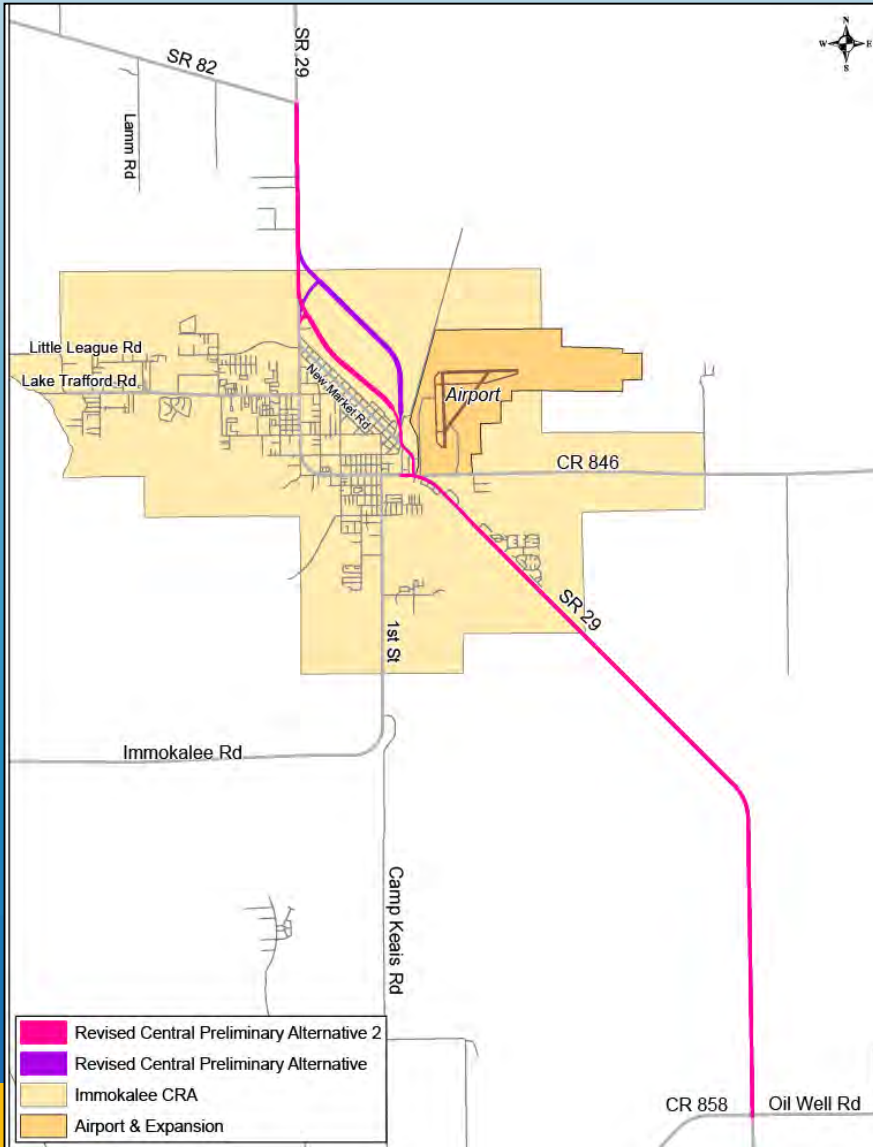 N
W E
S
SR 82
SR 29
Lamm Rd
Little League Rd
Lake Trafford Rd
New Market Rd
Airport
CR 846
SR 29
1st St
Immokalee Rd
Camp Keais Rd
CR 858 Oil Well Rd
Revised Central Preliminary Alternative 2
Revised Central Preliminary Alternative
Immokalee CRA
Airport & Expansion